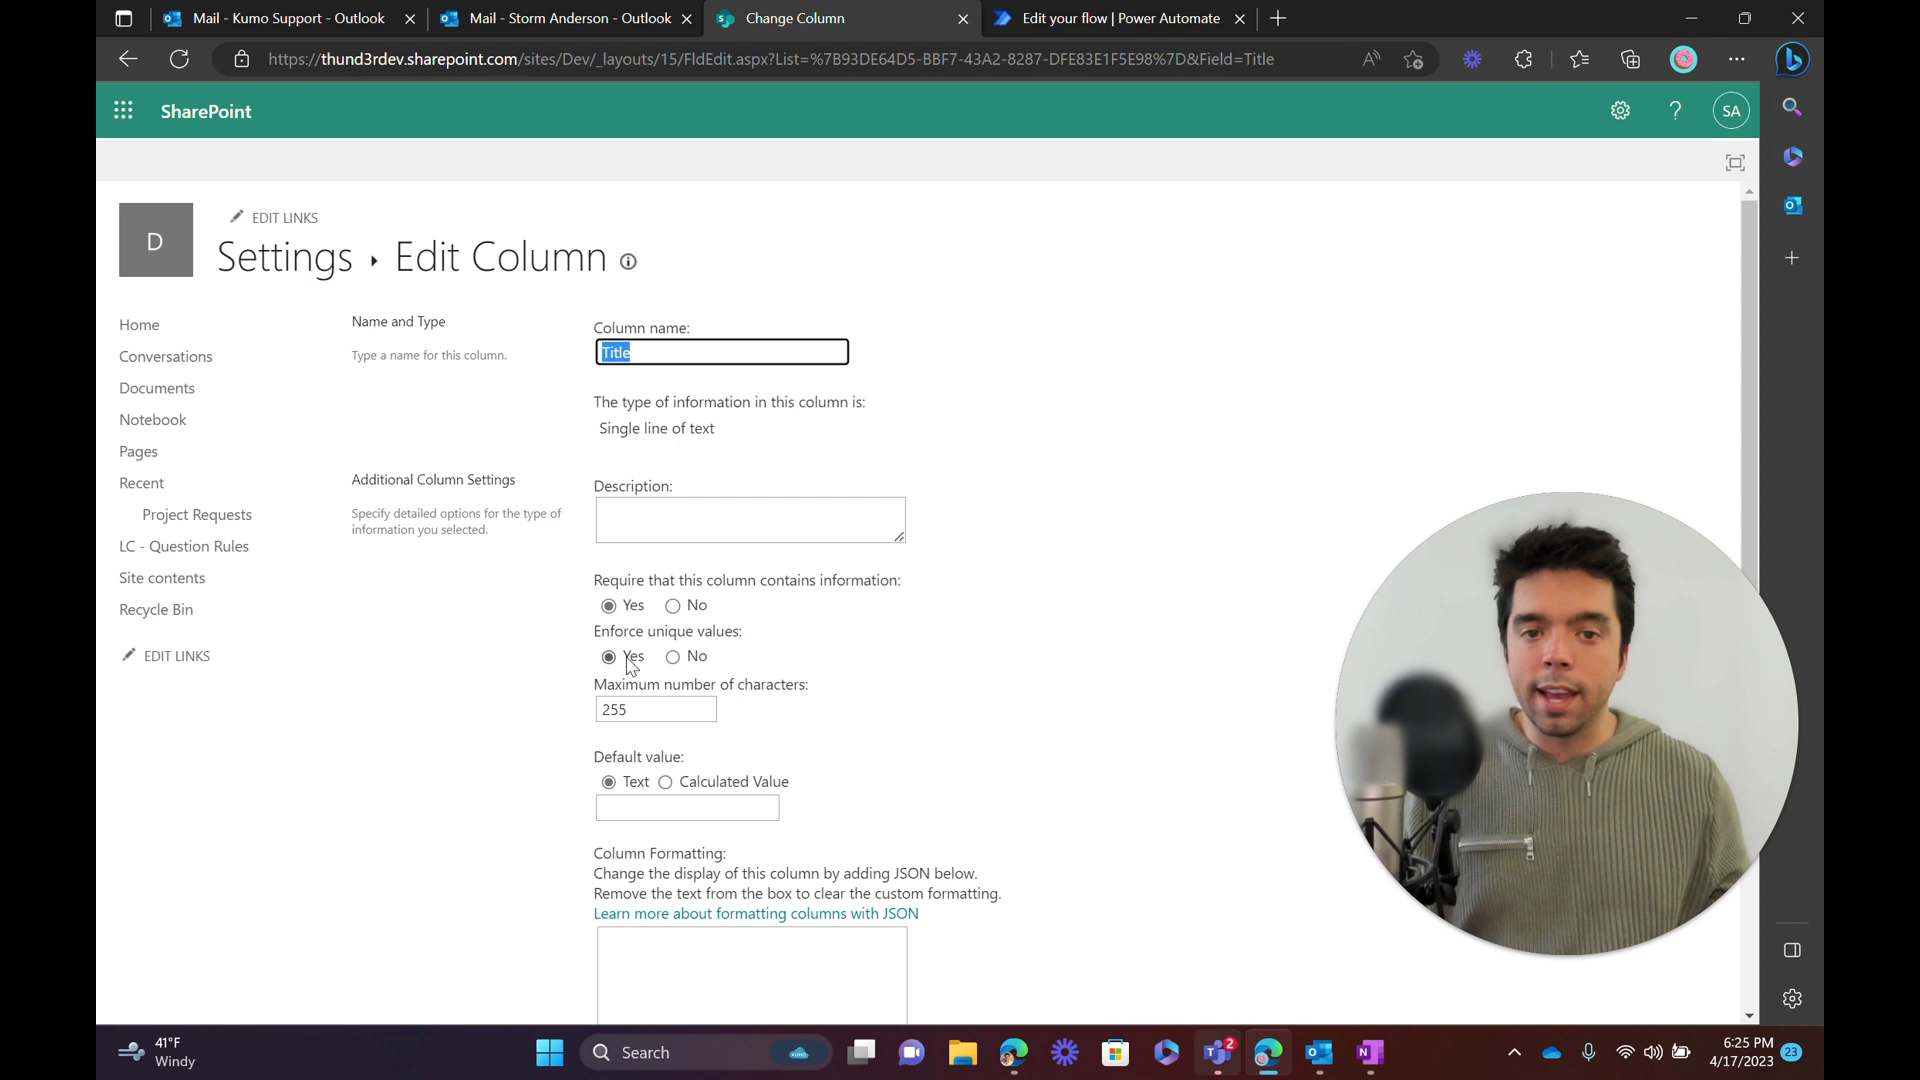 Mail - Kumo Support - Outlook
Mail - Storm Anderson - Outlook
Change Column
Edit your flow | Power Automate
https://thund3rdev.sharepoint.com/sites/Dev/_layouts/15/FldEdit.aspx?List=%7B93DE64D5-BBF7-43A2-8287-DFE83E1F5E98%7D&Field=Title
SharePoint
SA
EDIT LINKS
D
Settings ▸ Edit Column
Home
Conversations
Documents
Notebook
Pages
Recent
Project Requests
LC - Question Rules
Site contents
Recycle Bin
EDIT LINKS
Name and Type
Type a name for this column.
Column name:
Title
The type of information in this column is:
Single line of text
Additional Column Settings
Specify detailed options for the type of
information you selected.
Description:
Require that this column contains information:
Yes No
Enforce unique values:
Yes No
Maximum number of characters:
255
Default value:
Text Calculated Value
Column Formatting:
Change the display of this column by adding JSON below.
Remove the text from the box to clear the custom formatting.
Learn more about formatting columns with JSON
41°F
Windy
Search
2
6:25 PM
4/17/2023
23